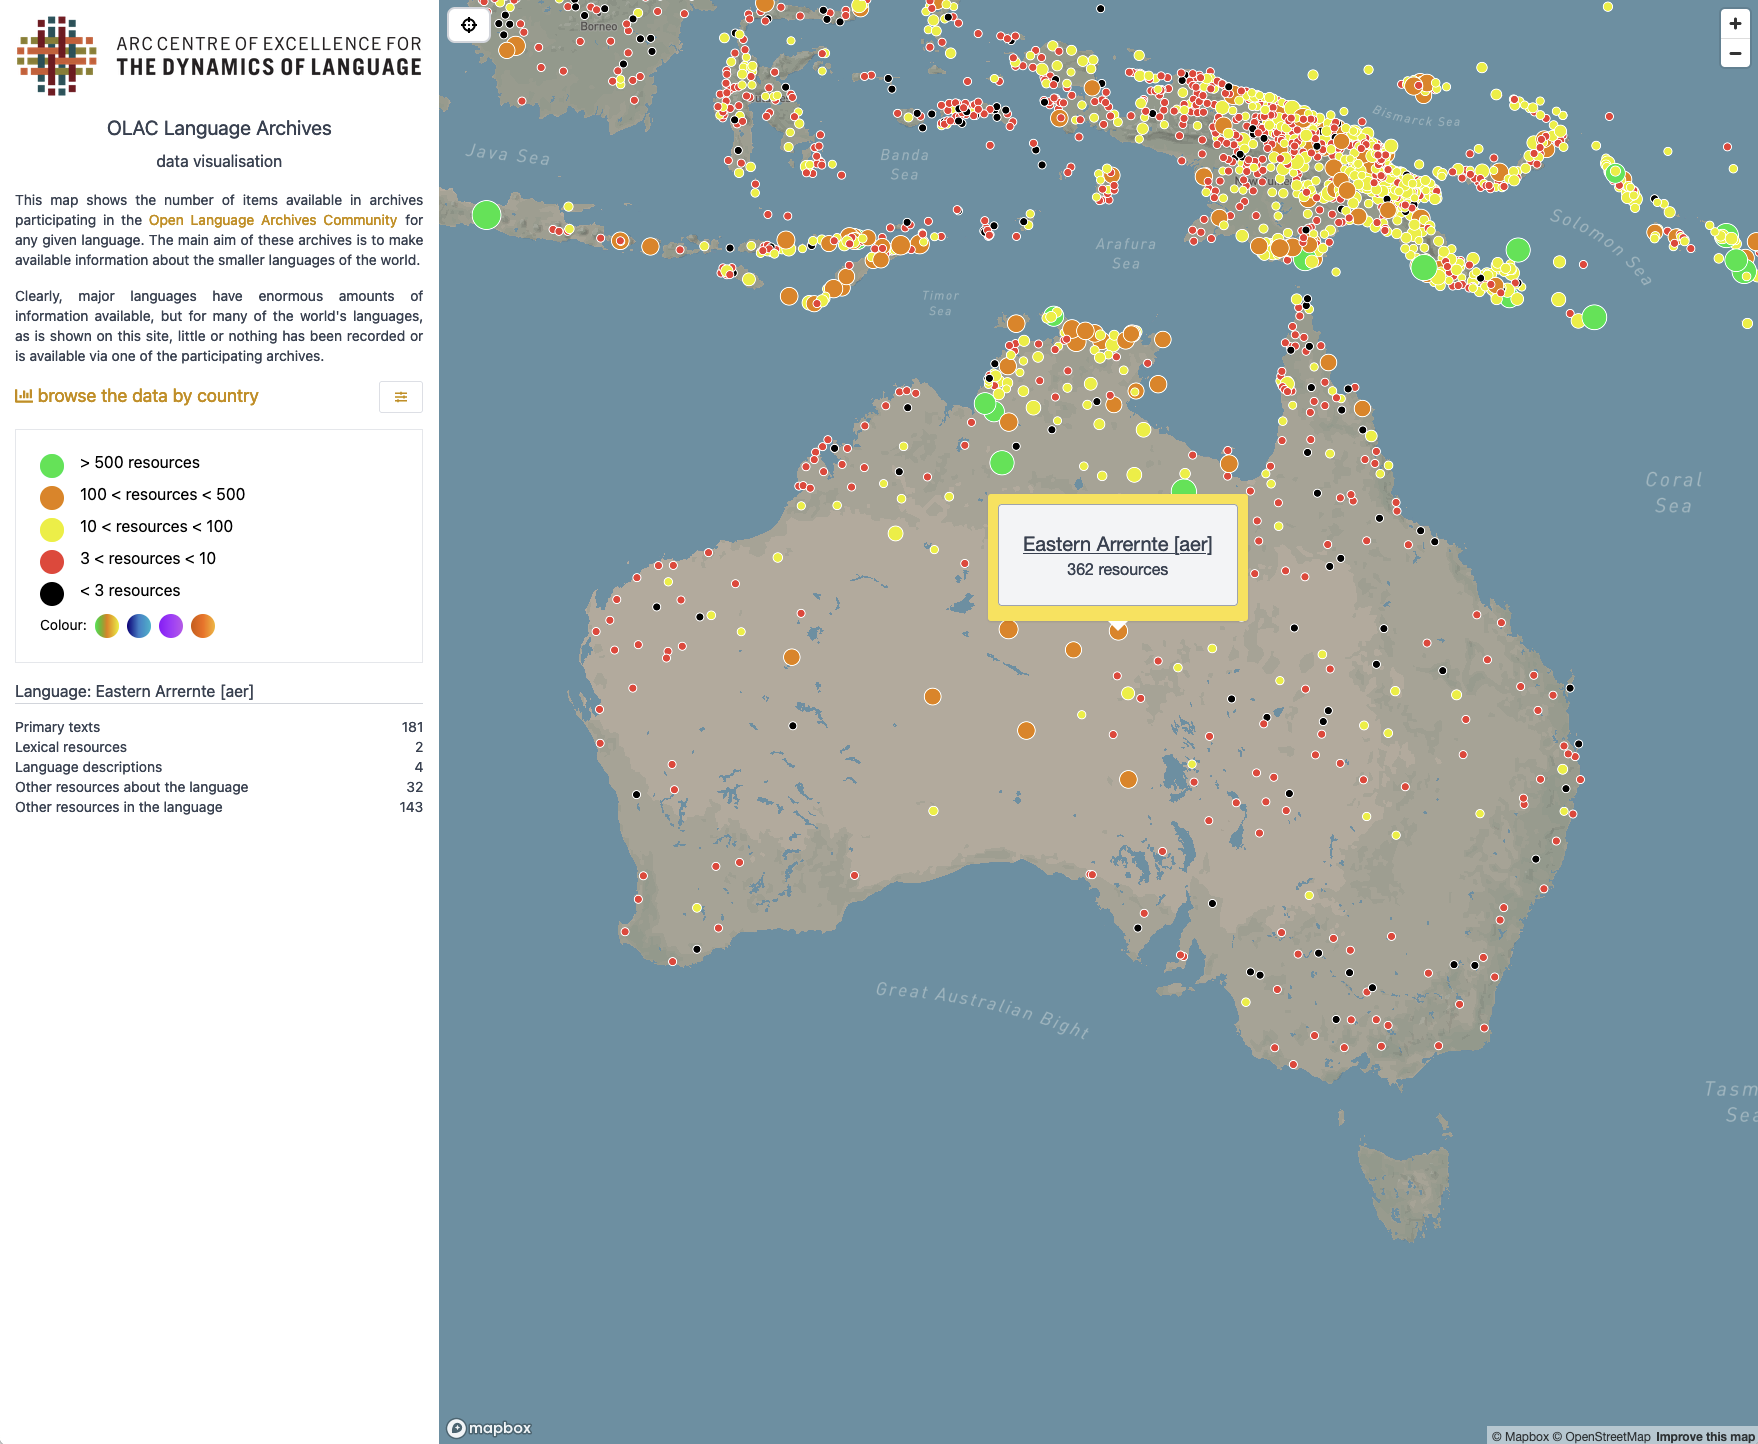 ARC CENTRE OF EXCELLENCE FOR
THE DYNAMICS OF LANGUAGE
OLAC Language Archives
data visualisation
This map shows the number of items available in archives
participating in the Open Language Archives Community for
any given language. The main aim of these archives is to make
available information about the smaller languages of the world.
Clearly, major languages have enormous amounts of
information available, but for many of the world's languages,
as is shown on this site, little or nothing has been recorded or
is available via one of the participating archives.
browse the data by country
> 500 resources
100 < resources < 500
10 < resources < 100
3 < resources < 10
< 3 resources
Colour:
Language: Eastern Arrernte [aer]
Primary texts 181
Lexical resources 2
Language descriptions 4
Other resources about the language 32
Other resources in the language 143
Borneo
Java Sea
Banda
Sea
Bismarck Sea
Solomon Sea
Arafura
Sea
Timor
Sea
Coral
Sea
Eastern Arrernte [aer]
362 resources
Great Australian Bight
Tasm
Sea
mapbox
© Mapbox © OpenStreetMap Improve this map